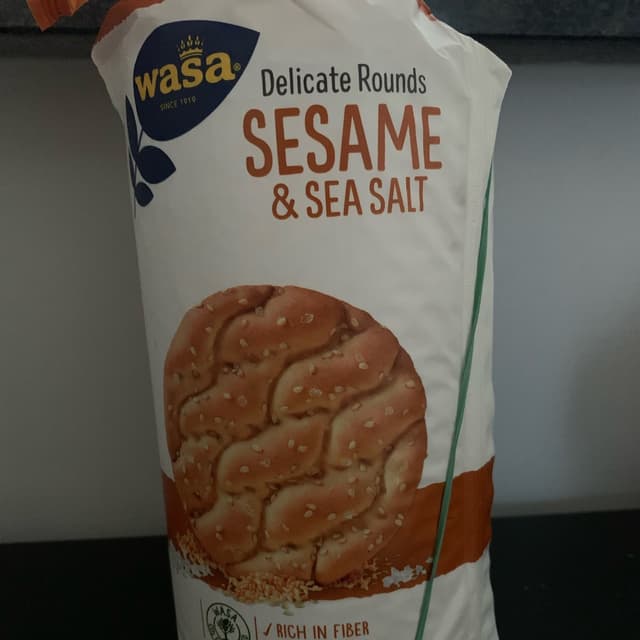 wasa®
SINCE 1919
Delicate Rounds
SESAME
& SEA SALT
WASA
✓ RICH IN FIBER